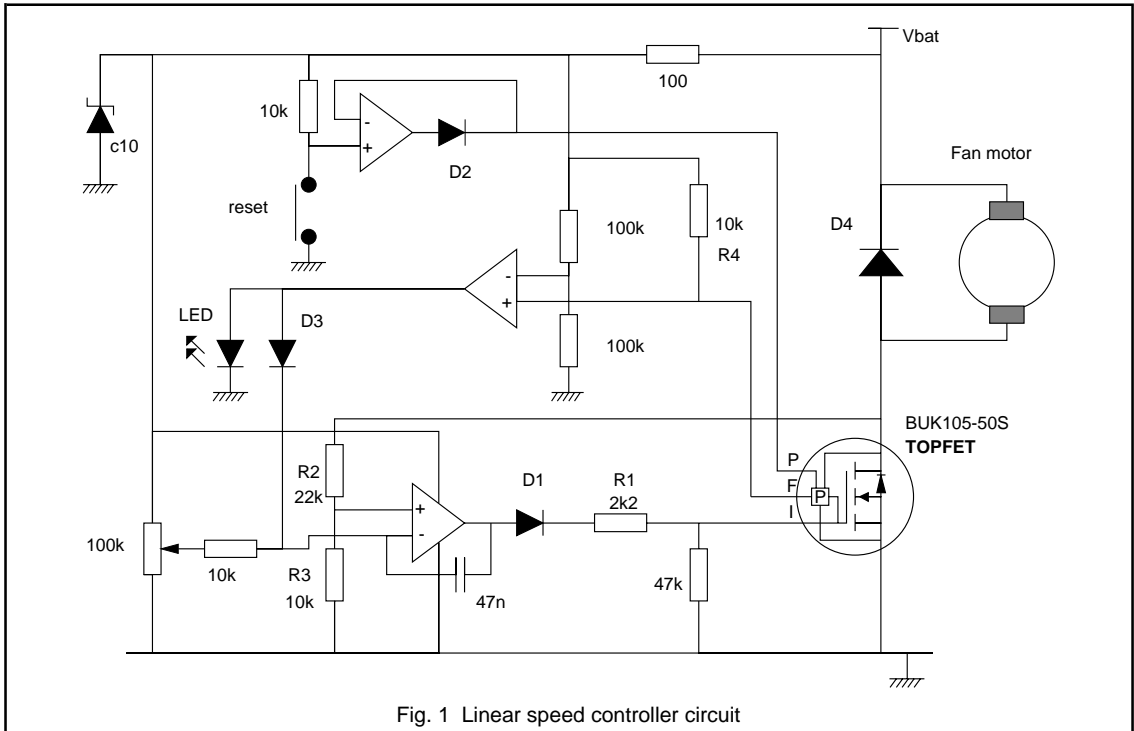 Vbat
100
10k
-
+
D2
c10
Fan motor
reset
100k
10k
R4
D4
-
+
LED
D3
100k
BUK105-50S
TOPFET
P
F
I
P
R2
22k
D1
R1
2k2
+
-
100k
10k
R3
10k
47n
47k
Fig. 1 Linear speed controller circuit